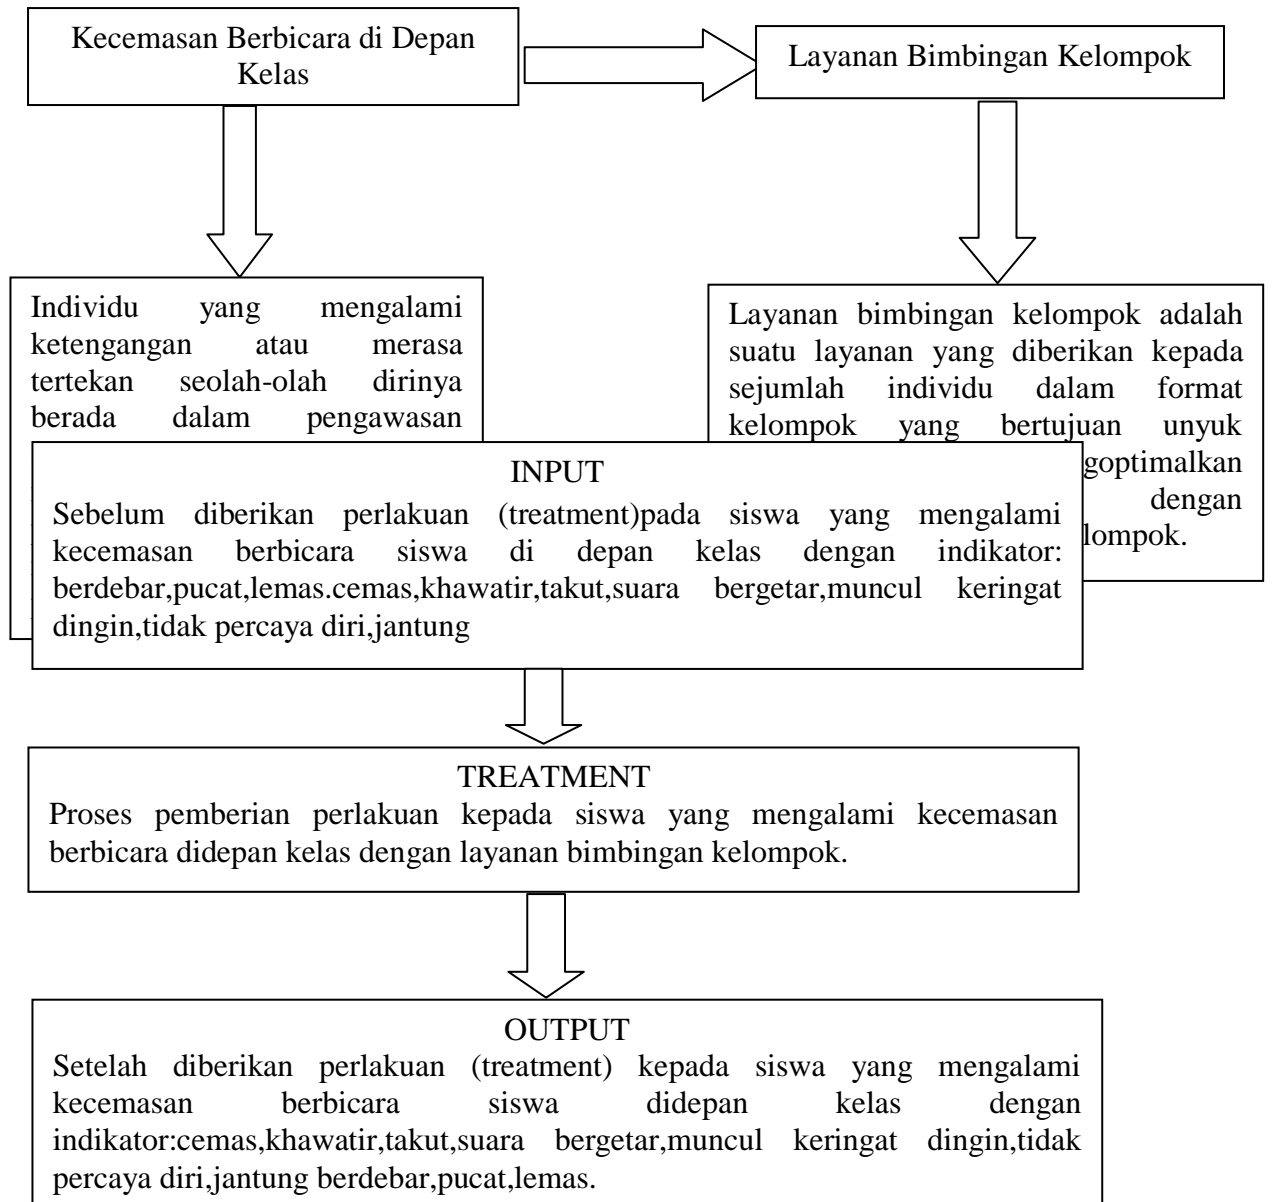 Kecemasan Berbicara di Depan
Kelas
Layanan Bimbingan Kelompok
Individu yang mengalami
ketengangan atau merasa
tertekan seolah-olah dirinya
berada dalam pengawasan
Layanan bimbingan kelompok adalah
suatu layanan yang diberikan kepada
sejumlah individu dalam format
kelompok yang bertujuan unyuk
goptimalkan
dengan
lompok.
INPUT
Sebelum diberikan perlakuan (treatment)pada siswa yang mengalami
kecemasan berbicara siswa di depan kelas dengan indikator:
berdebar,pucat,lemas.cemas,khawatir,takut,suara bergetar,muncul keringat
dingin,tidak percaya diri,jantung
TREATMENT
Proses pemberian perlakuan kepada siswa yang mengalami kecemasan
berbicara didepan kelas dengan layanan bimbingan kelompok.
OUTPUT
Setelah diberikan perlakuan (treatment) kepada siswa yang mengalami
kecemasan berbicara siswa didepan kelas dengan
indikator:cemas,khawatir,takut,suara bergetar,muncul keringat dingin,tidak
percaya diri,jantung berdebar,pucat,lemas.